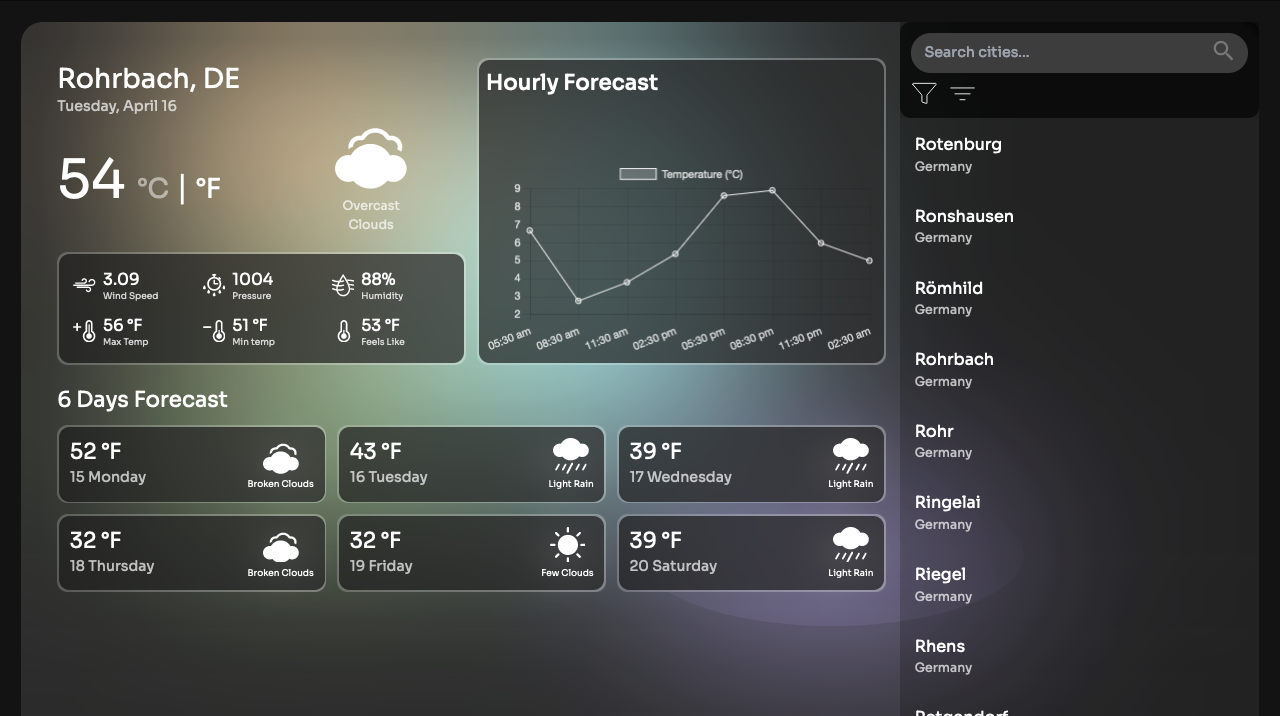 Rohrbach, DE
Tuesday, April 16
54 °C | °F
Overcast
Clouds
3.09
Wind Speed
1004
Pressure
88%
Humidity
+
56 °F
Max Temp
−
51 °F
Min temp
53 °F
Feels Like
Hourly Forecast
Temperature (°C)
9
8
7
6
5
4
3
2
05:30 am
08:30 am
11:30 am
02:30 pm
05:30 pm
08:30 pm
11:30 pm
02:30 am
6 Days Forecast
52 °F
15 Monday
Broken Clouds
43 °F
16 Tuesday
Light Rain
39 °F
17 Wednesday
Light Rain
32 °F
18 Thursday
Broken Clouds
32 °F
19 Friday
Few Clouds
39 °F
20 Saturday
Light Rain
Search cities...
Rotenburg
Germany
Ronshausen
Germany
Römhild
Germany
Rohrbach
Germany
Rohr
Germany
Ringelai
Germany
Riegel
Germany
Rhens
Germany